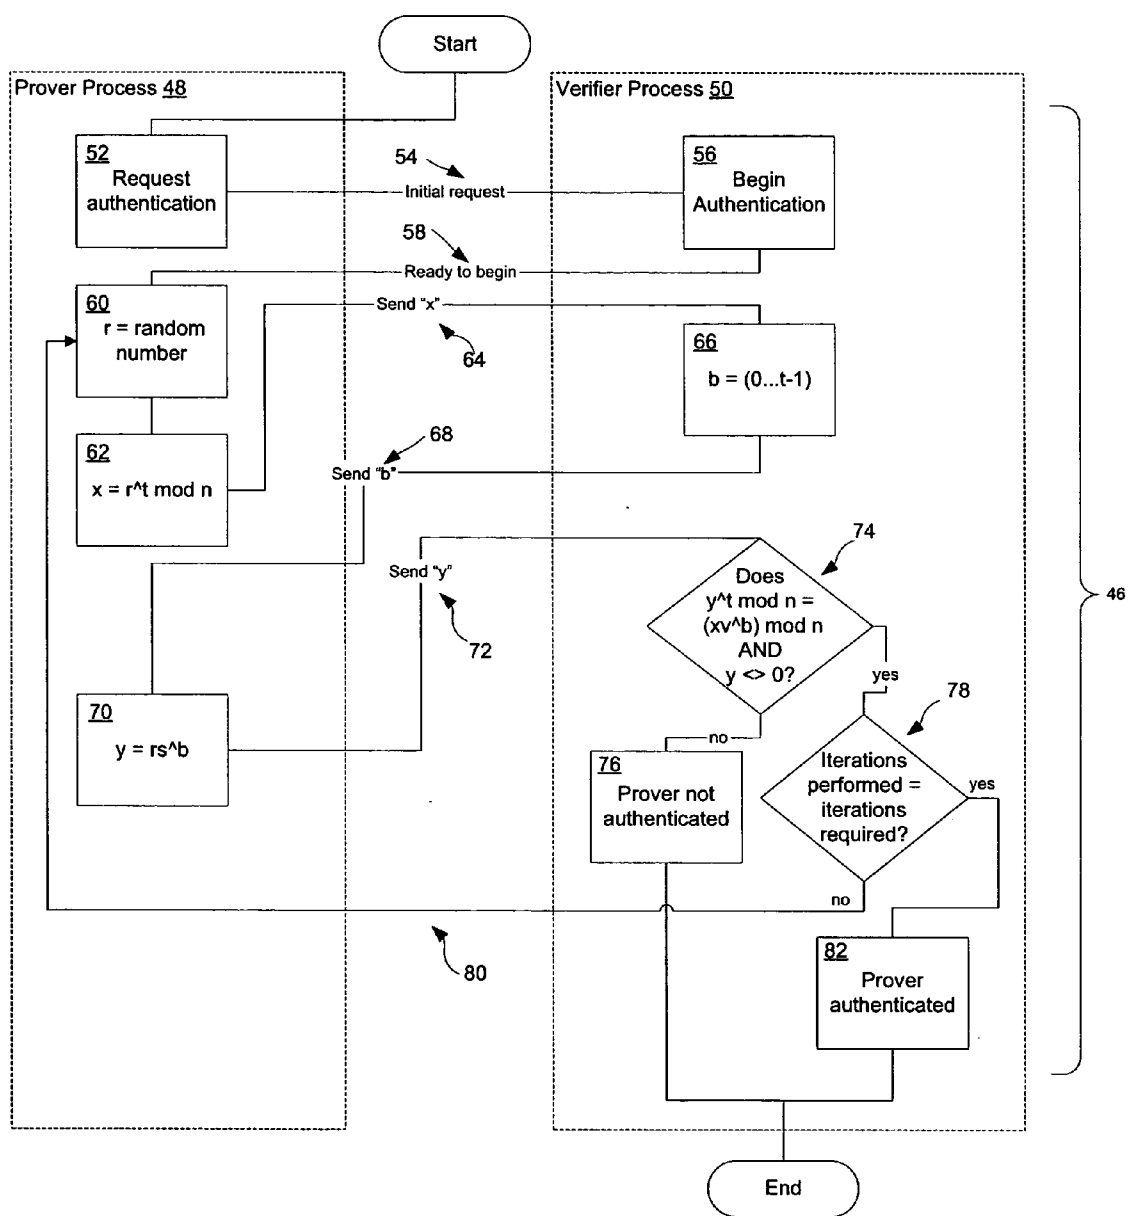 Start
Prover Process 48
Verifier Process 50
52
Request
authentication
54
Initial request
56
Begin
Authentication
58
Ready to begin
60
r = random
number
Send "x"
64
66
b = (0...t-1)
62
x = r^t mod n
68
Send "b"
74
Does
y^t mod n =
(xv^b) mod n
AND
y <> 0?
Send "y"
72
46
yes
78
70
y = rs^b
no
76
Prover not
authenticated
Iterations
performed =
iterations
required?
yes
no
80
82
Prover
authenticated
End